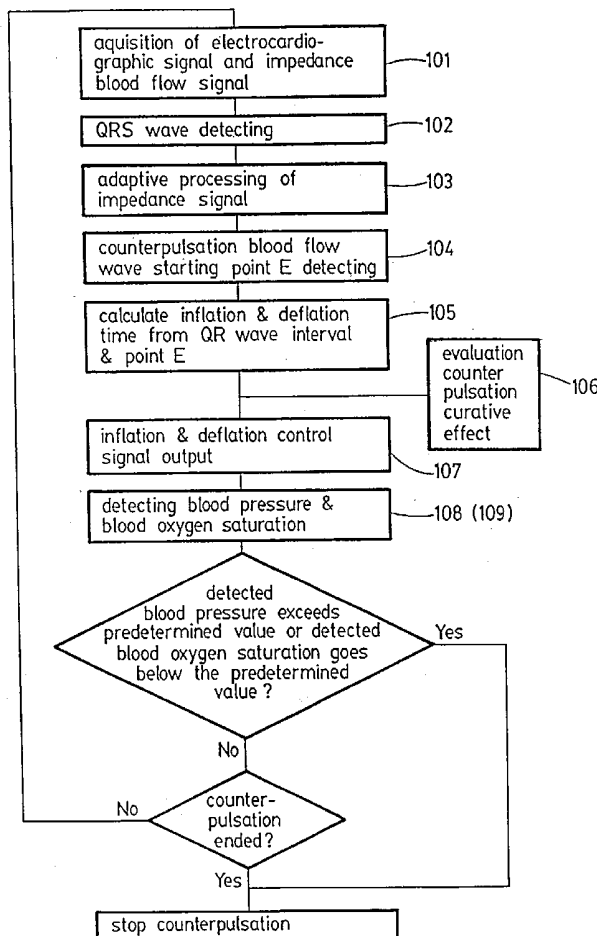 aquisition of electrocardio-
graphic signal and impedance
blood flow signal
101
QRS wave detecting
102
adaptive processing of
impedance signal
103
counterpulsation blood flow
wave starting point E detecting
104
calculate inflation & deflation
time from QR wave interval
& point E
105
evaluation
counter
pulsation
curative
effect
106
inflation & deflation control
signal output
107
detecting blood pressure &
blood oxygen saturation
108 (109)
detected
blood pressure exceeds
predetermined value or detected
blood oxygen saturation goes
below the predetermined
value ?
Yes
No
counter-
pulsation
ended?
No
Yes
stop counterpulsation